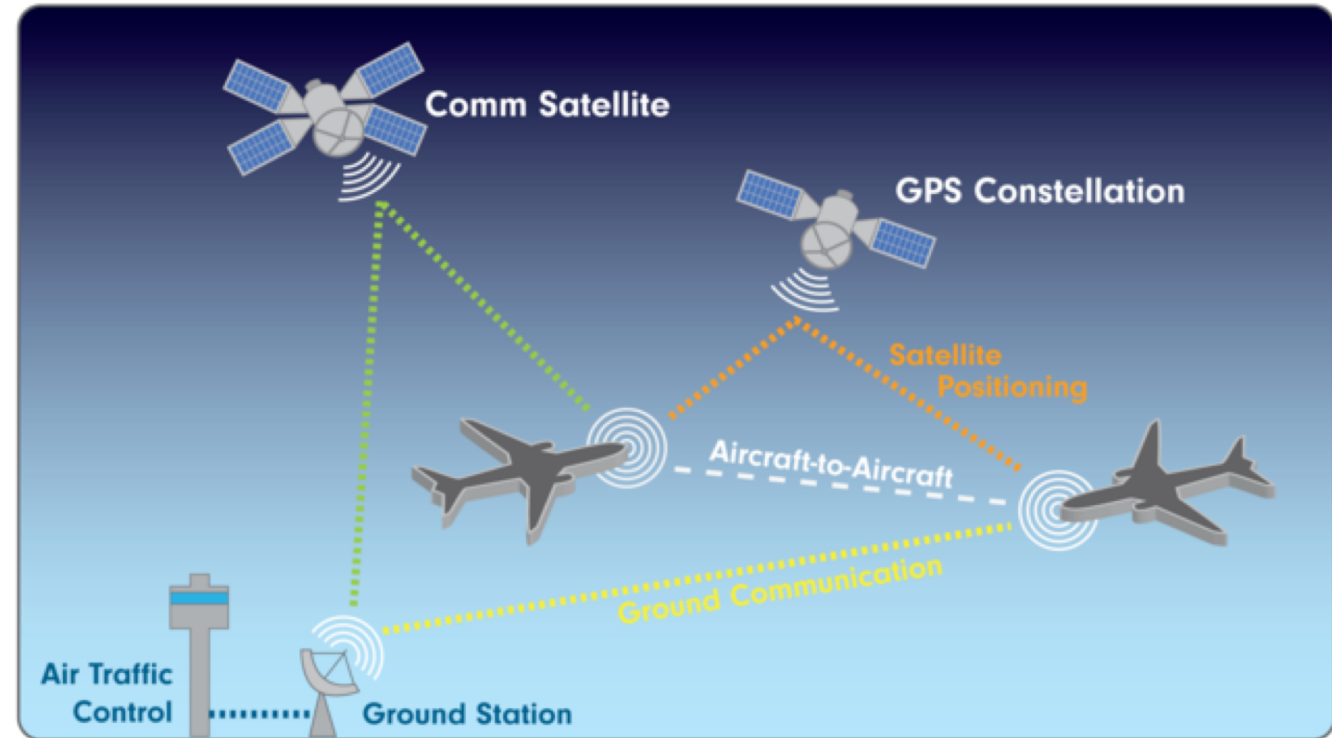 Comm Satellite
GPS Constellation
Satellite
Positioning
Aircraft-to-Aircraft
Ground Communication
Air Traffic
Control
Ground Station